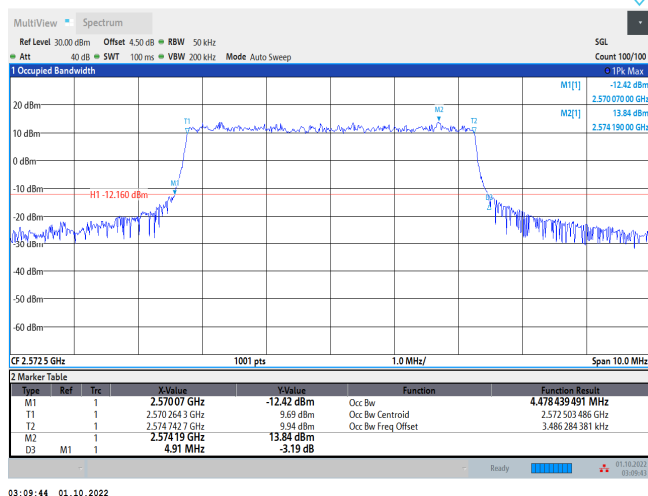 MultiView Spectrum
Ref Level 30.00 dBm Offset 4.50 dB RBW 50 kHz SGL
Att 40 dB SWT 100 ms VBW 200 kHz Mode Auto Sweep Count 100/100
1 Occupied Bandwidth 1Pk Max
M1[1] -12.42 dBm
2.570 070 00 GHz
M2[1] 13.84 dBm
2.574 190 00 GHz
20 dBm
M2
T1 T2
10 dBm
0 dBm
M1
-10 dBm
H1 -12.160 dBm
D3
-20 dBm
-30 dBm
-40 dBm
-50 dBm
-60 dBm
CF 2.572 5 GHz 1001 pts 1.0 MHz/ Span 10.0 MHz
2 Marker Table
Type Ref Trc X-Value Y-Value Function Function Result
M1 1 2.570 07 GHz -12.42 dBm Occ Bw 4.478 439 491 MHz
T1 1 2.570 264 3 GHz 9.69 dBm Occ Bw Centroid 2.572 503 486 GHz
T2 1 2.574 742 7 GHz 9.94 dBm Occ Bw Freq Offset 3.486 284 381 kHz
M2 1 2.574 19 GHz 13.84 dBm
D3 M1 1 4.91 MHz -3.19 dB
Ready 01.10.2022
03:09:43
03:09:44 01.10.2022